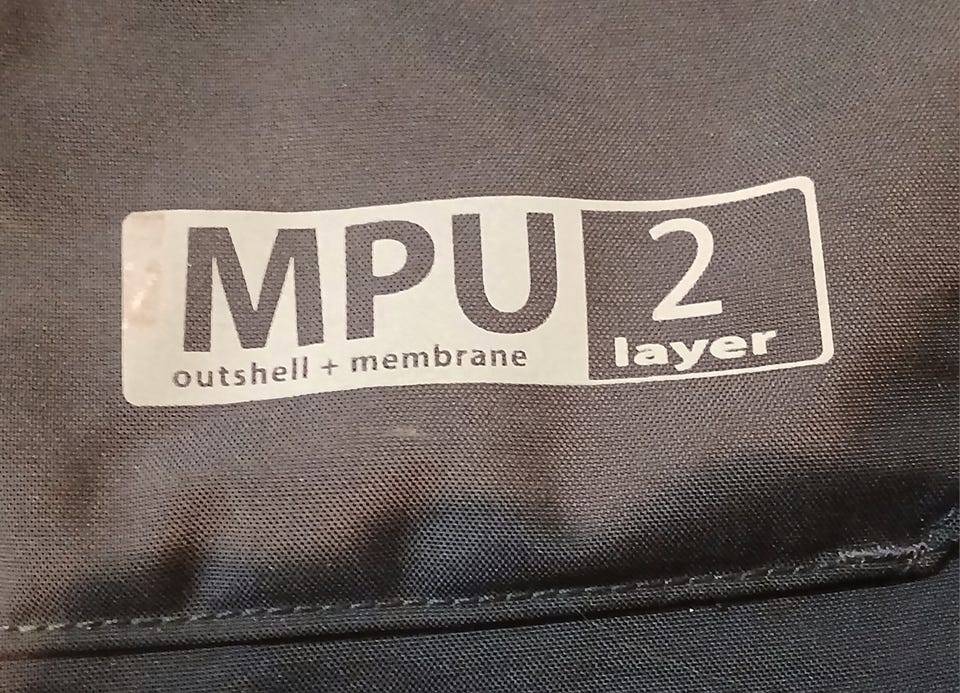 MPU
outshell + membrane
2
layer